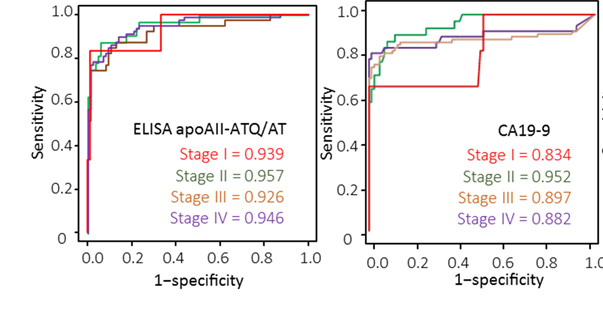 1.0
0.8
0.6
0.4
0.2
0
Sensitivity
ELISA apoAII-ATQ/AT
Stage I = 0.939
Stage II = 0.957
Stage III = 0.926
Stage IV = 0.946
0.0 0.2 0.4 0.6 0.8 1.0
1−specificity
1.0
0.8
0.6
0.4
0.2
0
Sensitivity
CA19-9
Stage I = 0.834
Stage II = 0.952
Stage III = 0.897
Stage IV = 0.882
0.0 0.2 0.4 0.6 0.8 1.0
1−specificity